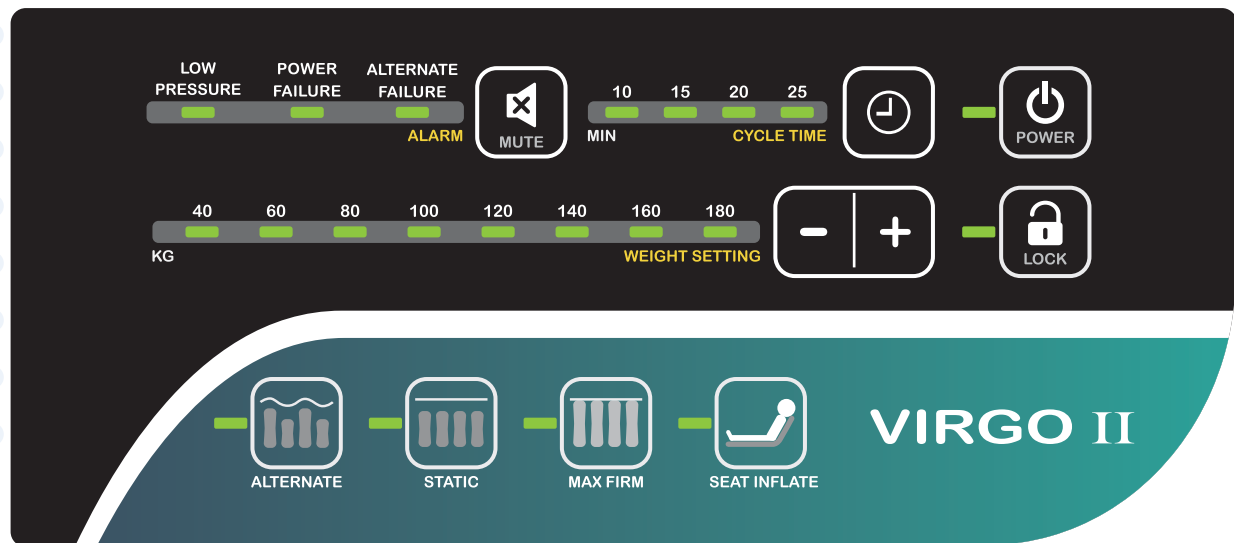 LOW PRESSURE
POWER FAILURE
ALTERNATE FAILURE
ALARM
MUTE
10 15 20 25
MIN CYCLE TIME
POWER
40 60 80 100 120 140 160 180
KG WEIGHT SETTING
- +
LOCK
ALTERNATE
STATIC
MAX FIRM
SEAT INFLATE
VIRGO II